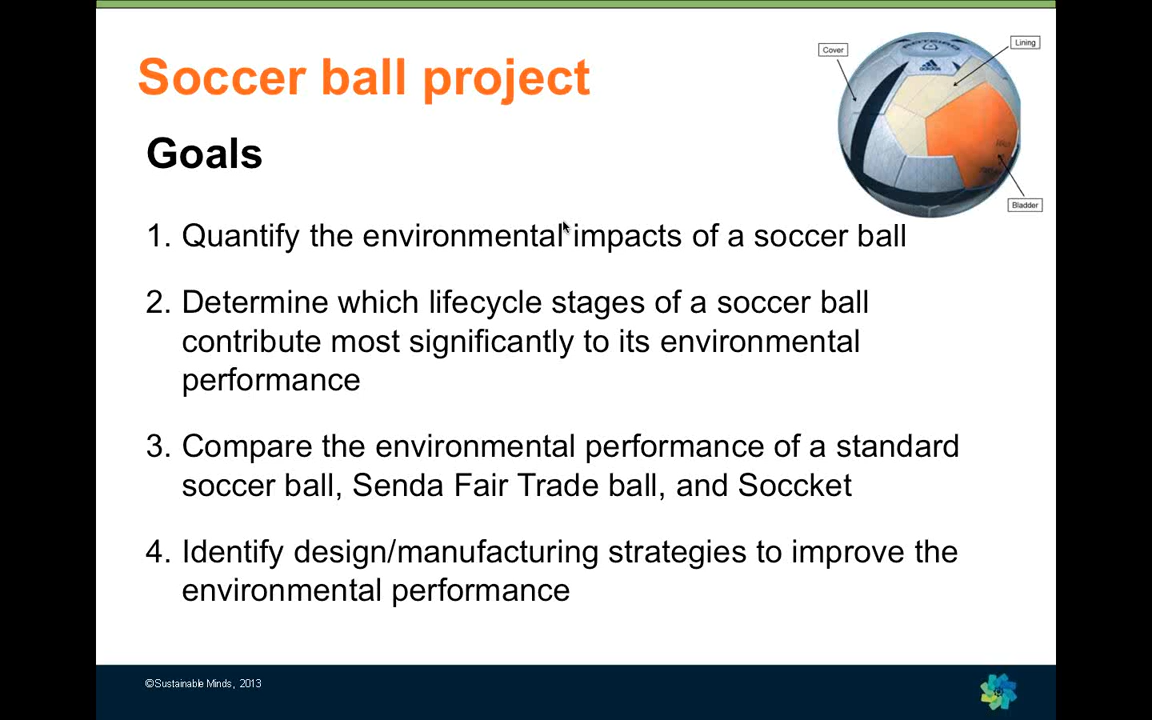 Soccer ball project
Cover
Lining
Goals
Bladder
1. Quantify the environmental impacts of a soccer ball
2. Determine which lifecycle stages of a soccer ball
contribute most significantly to its environmental
performance
3. Compare the environmental performance of a standard
soccer ball, Senda Fair Trade ball, and Soccket
4. Identify design/manufacturing strategies to improve the
environmental performance
©Sustainable Minds, 2013